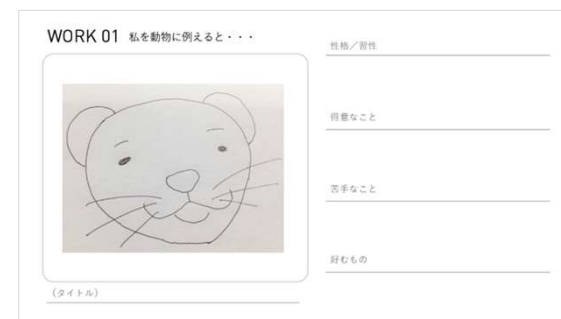 WORK 01 私を動物に例えると・・・
性格／習性
得意なこと
苦手なこと
好むもの
（タイトル）